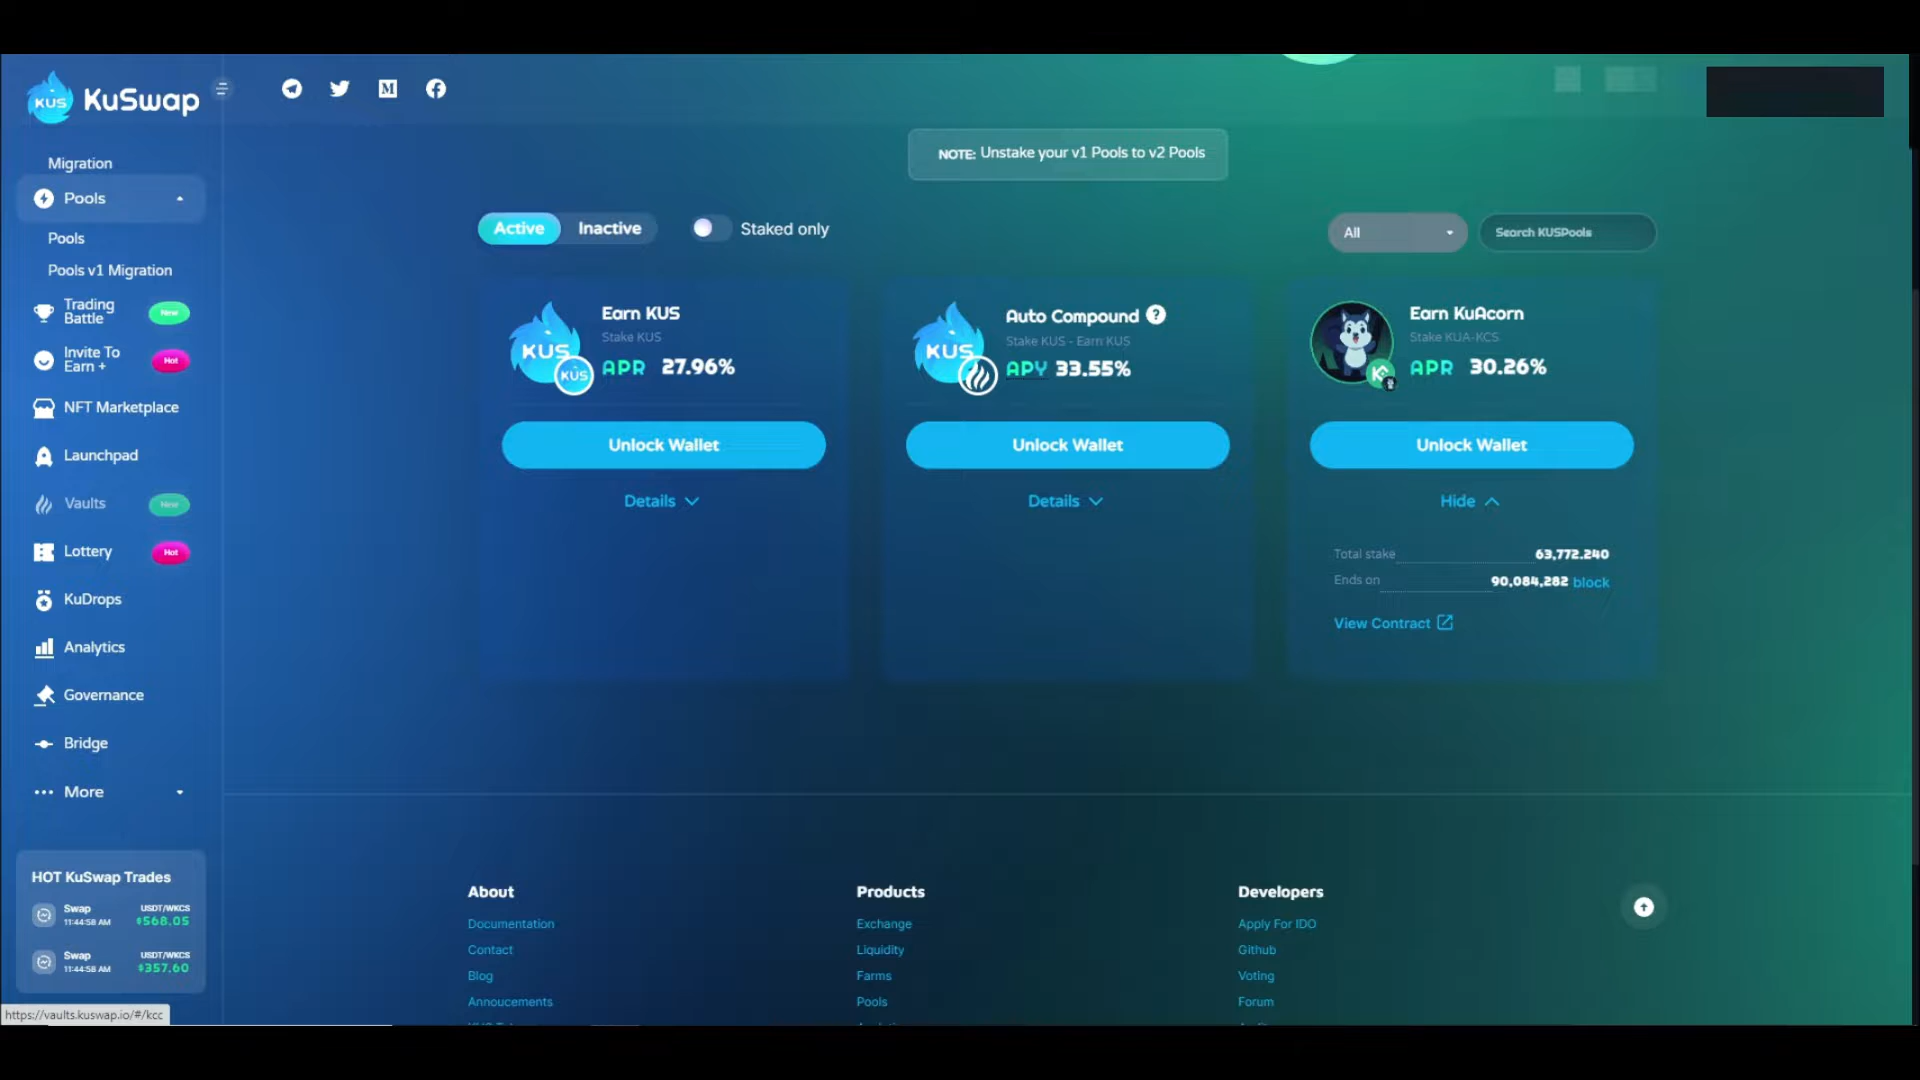 KUS KuSwap
Migration
Pools
Pools
Pools v1 Migration
Trading
Battle
New
Invite To
Earn +
Hot
NFT Marketplace
Launchpad
Vaults
New
Lottery
Hot
KuDrops
Analytics
Governance
Bridge
More
HOT KuSwap Trades
Swap USDT/WKCS
11:44:58 AM $568.05
Swap USDT/WKCS
11:44:58 AM $357.60
https://vaults.kuswap.io/#/kcc
NOTE: Unstake your v1 Pools to v2 Pools
Active Inactive Staked only
All
Search KUSPools
KUS
KUS
Earn KUS
Stake KUS
APR 27.96%
Unlock Wallet
Details
KUS
Auto Compound ?
Stake KUS - Earn KUS
APY 33.55%
Unlock Wallet
Details
Earn KuAcorn
Stake KUA-KCS
APR 30.26%
Unlock Wallet
Hide
Total stake 63,772.240
Ends on 90,084,282 block
View Contract
About
Documentation
Contact
Blog
Annoucements
Products
Exchange
Liquidity
Farms
Pools
Developers
Apply For IDO
Github
Voting
Forum